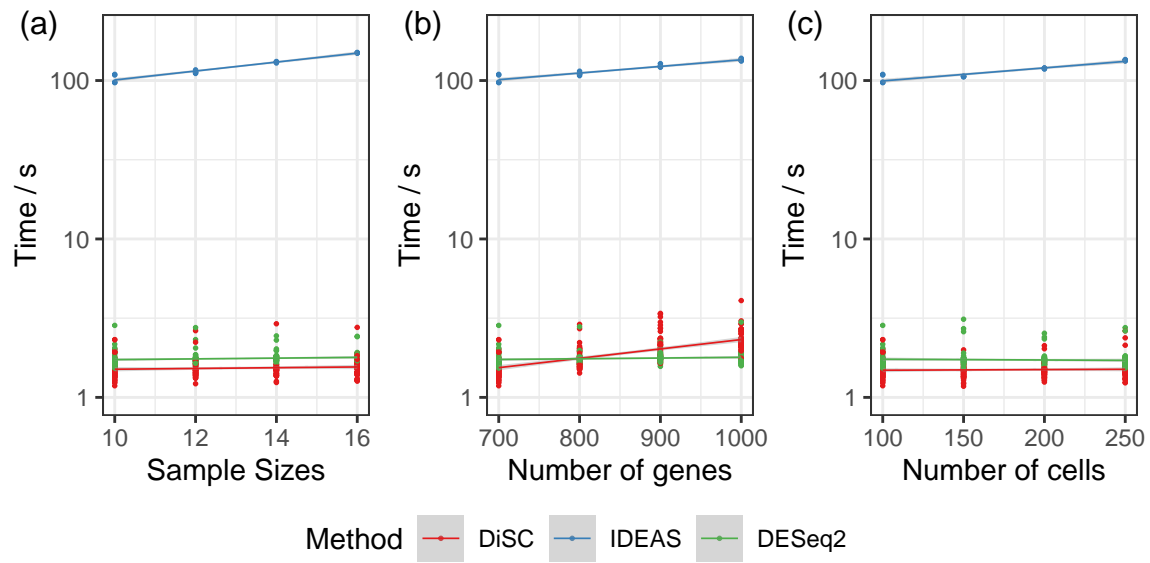 (a) (b) (c)
Time / s Time / s Time / s
100 100 100
10 10 10
1 1 1
10 12 14 16 700 800 900 1000 100 150 200 250
Sample Sizes Number of genes Number of cells
Method DiSC IDEAS DESeq2